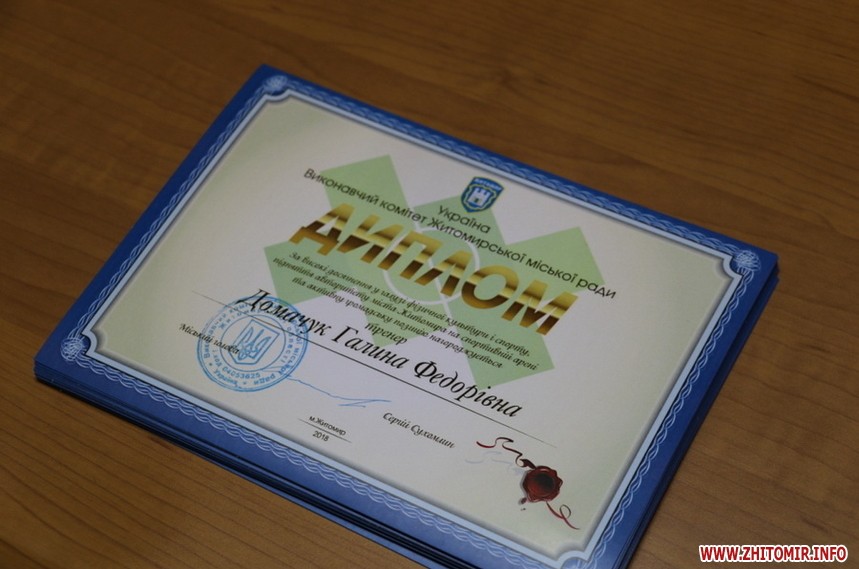 Україна
Виконавчий комітет Житомирської міської ради
ДИПЛОМ
За високі досягнення у галузі фізичної культури і спорту,
підняття авторитету міста Житомира на спортивній арені
та активну громадську позицію нагороджується
тренер
Домачук Галина Федорівна
Міський голова
Сергій Сухомлин
м.Житомир
2018
WWW.ZHITOMIR.INFO